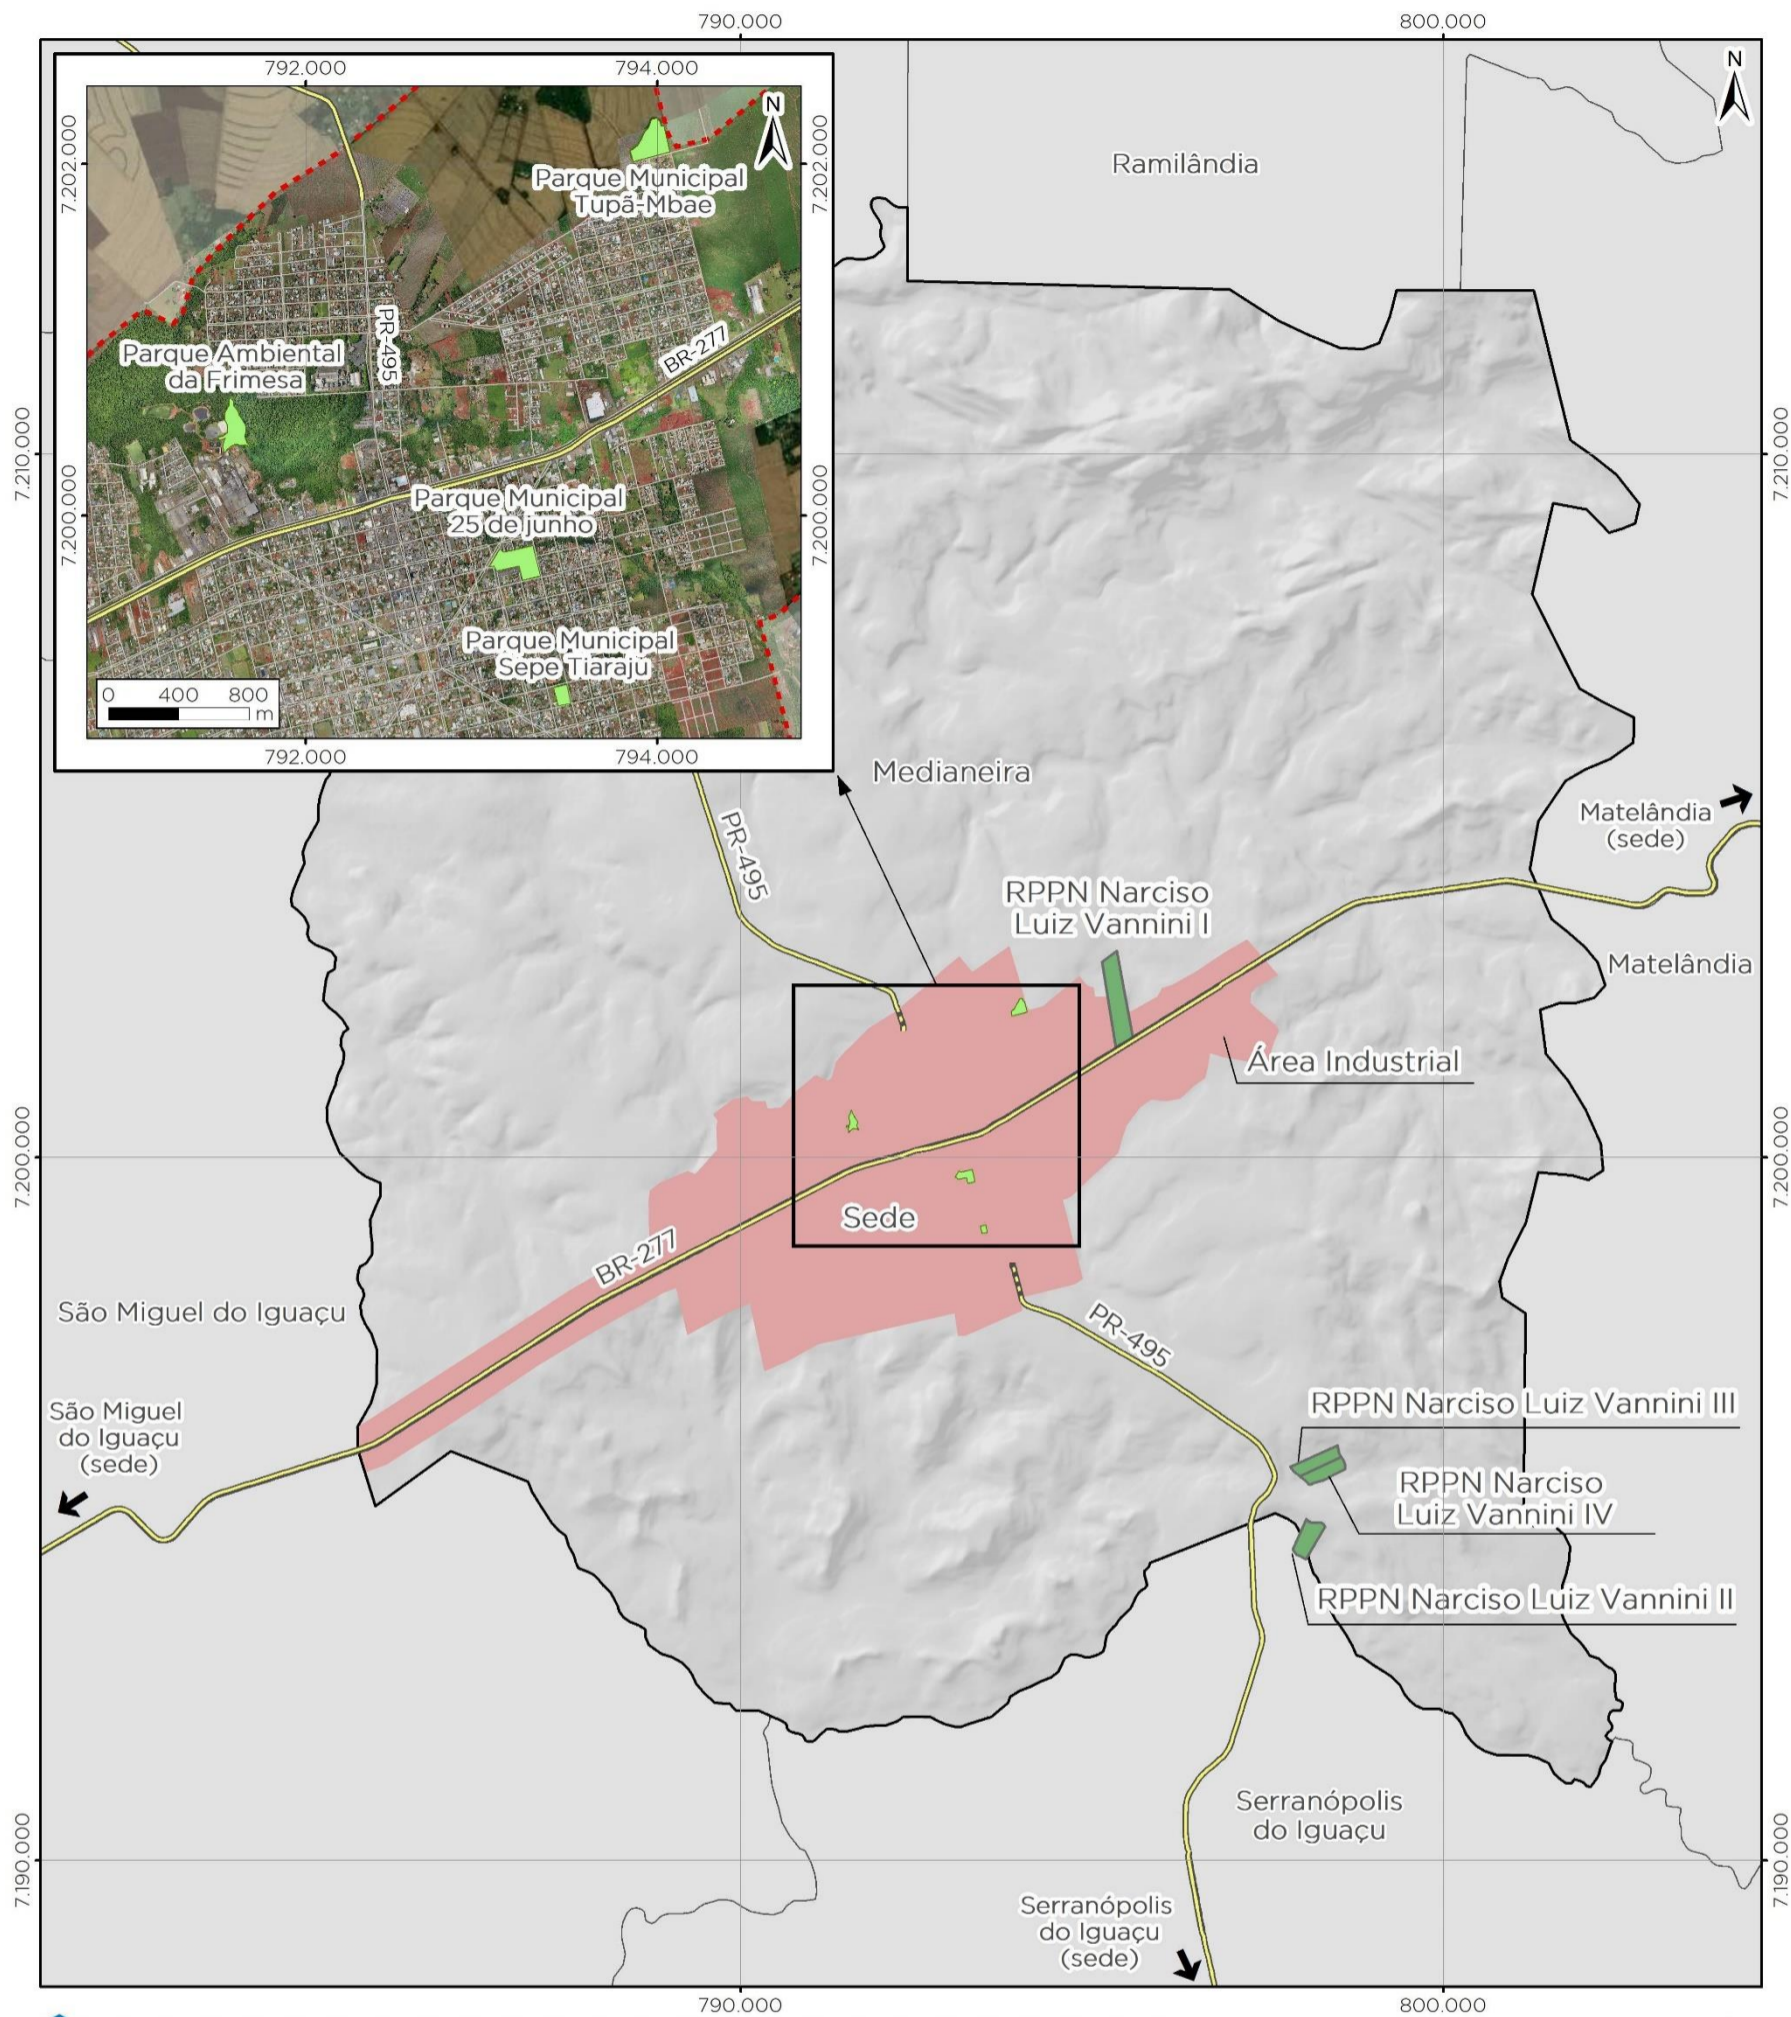 790.000
800.000
792.000
794.000
N
N
7.202.000
7.202.000
Ramilândia
Parque Municipal
Tupã-Mbae
PR-495
BR-277
Parque Ambiental
da Frimesa
7.210.000
7.210.000
7.200.000
7.200.000
Parque Municipal
25 de junho
Parque Municipal
Sepe Tiaraju
0 400 800
m
792.000
794.000
Medianeira
PR-495
Matelândia
(sede)
RPPN Narciso
Luiz Vannini I
Matelândia
Área Industrial
7.200.000
7.200.000
Sede
BR-277
São Miguel do Iguaçu
PR-495
RPPN Narciso Luiz Vannini III
São Miguel
do Iguaçu
(sede)
RPPN Narciso
Luiz Vannini IV
RPPN Narciso Luiz Vannini II
Serranópolis
do Iguaçu
7.190.000
7.190.000
Serranópolis
do Iguaçu
(sede)
790.000
800.000